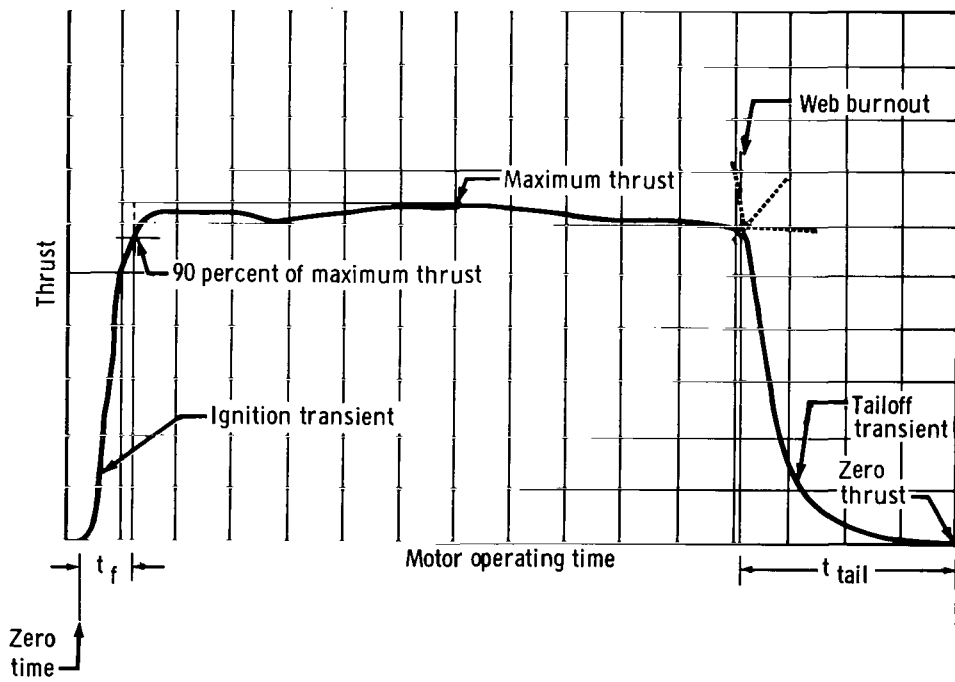 Web burnout
Maximum thrust
90 percent of maximum thrust
Thrust
Ignition transient
Tailoff
transient
Zero
thrust
Motor operating time
t f
t tail
Zero
time